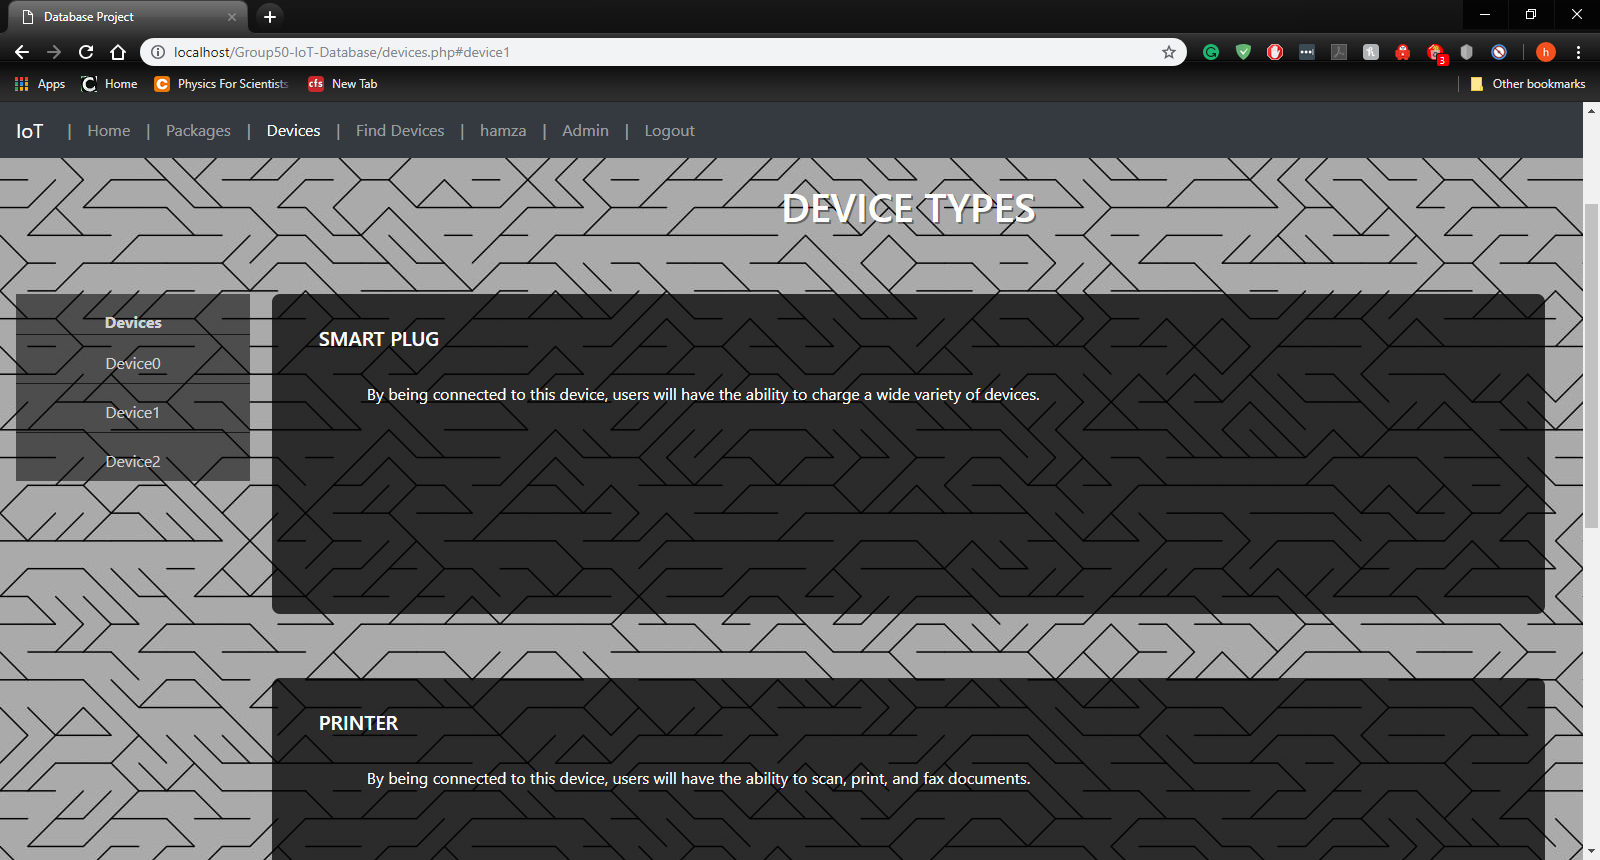 Database Project
localhost/Group50-IoT-Database/devices.php#device1
h
3
Apps Home Physics For Scientists New Tab Other bookmarks
IoT | Home | Packages | Devices | Find Devices | hamza | Admin | Logout
DEVICE TYPES
Devices
Device0
Device1
Device2
SMART PLUG
By being connected to this device, users will have the ability to charge a wide variety of devices.
PRINTER
By being connected to this device, users will have the ability to scan, print, and fax documents.